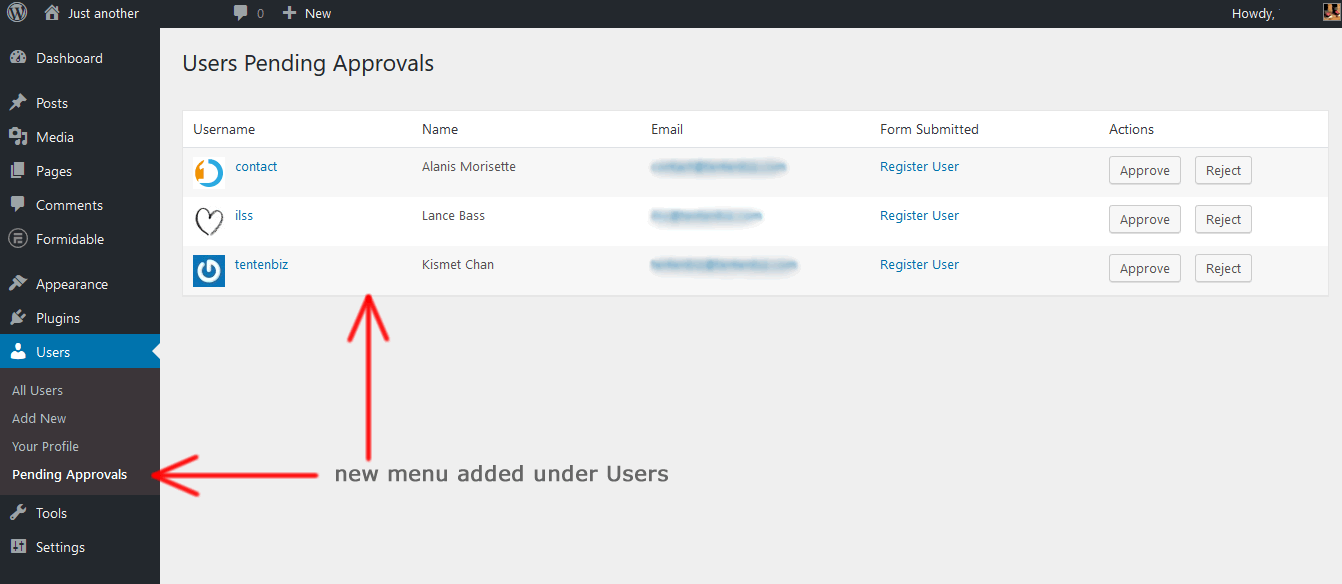 Just another 0 New Howdy,
Dashboard
Posts
Media
Pages
Comments
Formidable
Appearance
Plugins
Users
All Users
Add New
Your Profile
Pending Approvals
Tools
Settings
Users Pending Approvals
Username Name Email Form Submitted Actions
contact Alanis Morisette Register User Approve Reject
ilss Lance Bass Register User Approve Reject
tentenbiz Kismet Chan Register User Approve Reject
new menu added under Users